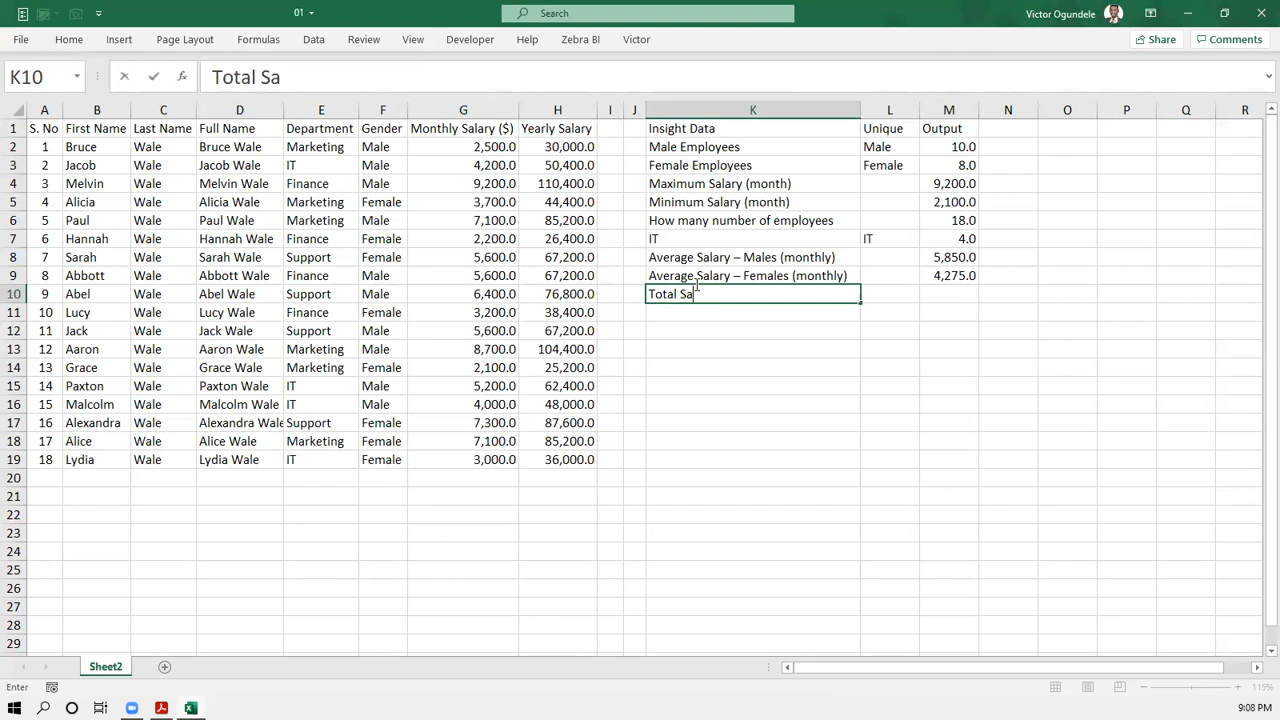 01
Search
Victor Ogundele
File Home Insert Page Layout Formulas Data Review View Developer Help Zebra BI Victor Share Comments
K10 fx Total Sa
A B C D E F G H I J K L M N O P Q R
1 S. No First Name Last Name Full Name Department Gender Monthly Salary ($) Yearly Salary Insight Data Unique Output
2 1 Bruce Wale Bruce Wale Marketing Male 2,500.0 30,000.0 Male Employees Male 10.0
3 2 Jacob Wale Jacob Wale IT Male 4,200.0 50,400.0 Female Employees Female 8.0
4 3 Melvin Wale Melvin Wale Finance Male 9,200.0 110,400.0 Maximum Salary (month) 9,200.0
5 4 Alicia Wale Alicia Wale Marketing Female 3,700.0 44,400.0 Minimum Salary (month) 2,100.0
6 5 Paul Wale Paul Wale Marketing Male 7,100.0 85,200.0 How many number of employees 18.0
7 6 Hannah Wale Hannah Wale Finance Female 2,200.0 26,400.0 IT IT 4.0
8 7 Sarah Wale Sarah Wale Support Female 5,600.0 67,200.0 Average Salary – Males (monthly) 5,850.0
9 8 Abbott Wale Abbott Wale Finance Male 5,600.0 67,200.0 Average Salary – Females (monthly) 4,275.0
10 9 Abel Wale Abel Wale Support Male 6,400.0 76,800.0 Total Sa
11 10 Lucy Wale Lucy Wale Finance Female 3,200.0 38,400.0
12 11 Jack Wale Jack Wale Support Male 5,600.0 67,200.0
13 12 Aaron Wale Aaron Wale Marketing Male 8,700.0 104,400.0
14 13 Grace Wale Grace Wale Marketing Female 2,100.0 25,200.0
15 14 Paxton Wale Paxton Wale IT Male 5,200.0 62,400.0
16 15 Malcolm Wale Malcolm Wale IT Male 4,000.0 48,000.0
17 16 Alexandra Wale Alexandra Wale Support Female 7,300.0 87,600.0
18 17 Alice Wale Alice Wale Marketing Female 7,100.0 85,200.0
19 18 Lydia Wale Lydia Wale IT Female 3,000.0 36,000.0
20
21
22
23
24
25
26
27
28
29
Sheet2
Enter 115%
9:08 PM